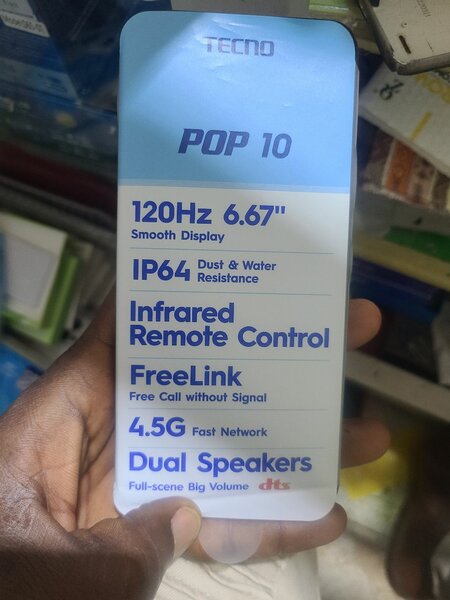 TECNO
POP 10
120Hz 6.67"
Smooth Display
IP64 Dust & Water
Resistance
Infrared
Remote Control
FreeLink
Free Call without Signal
4.5G Fast Network
Dual Speakers
Full-scene Big Volume dts